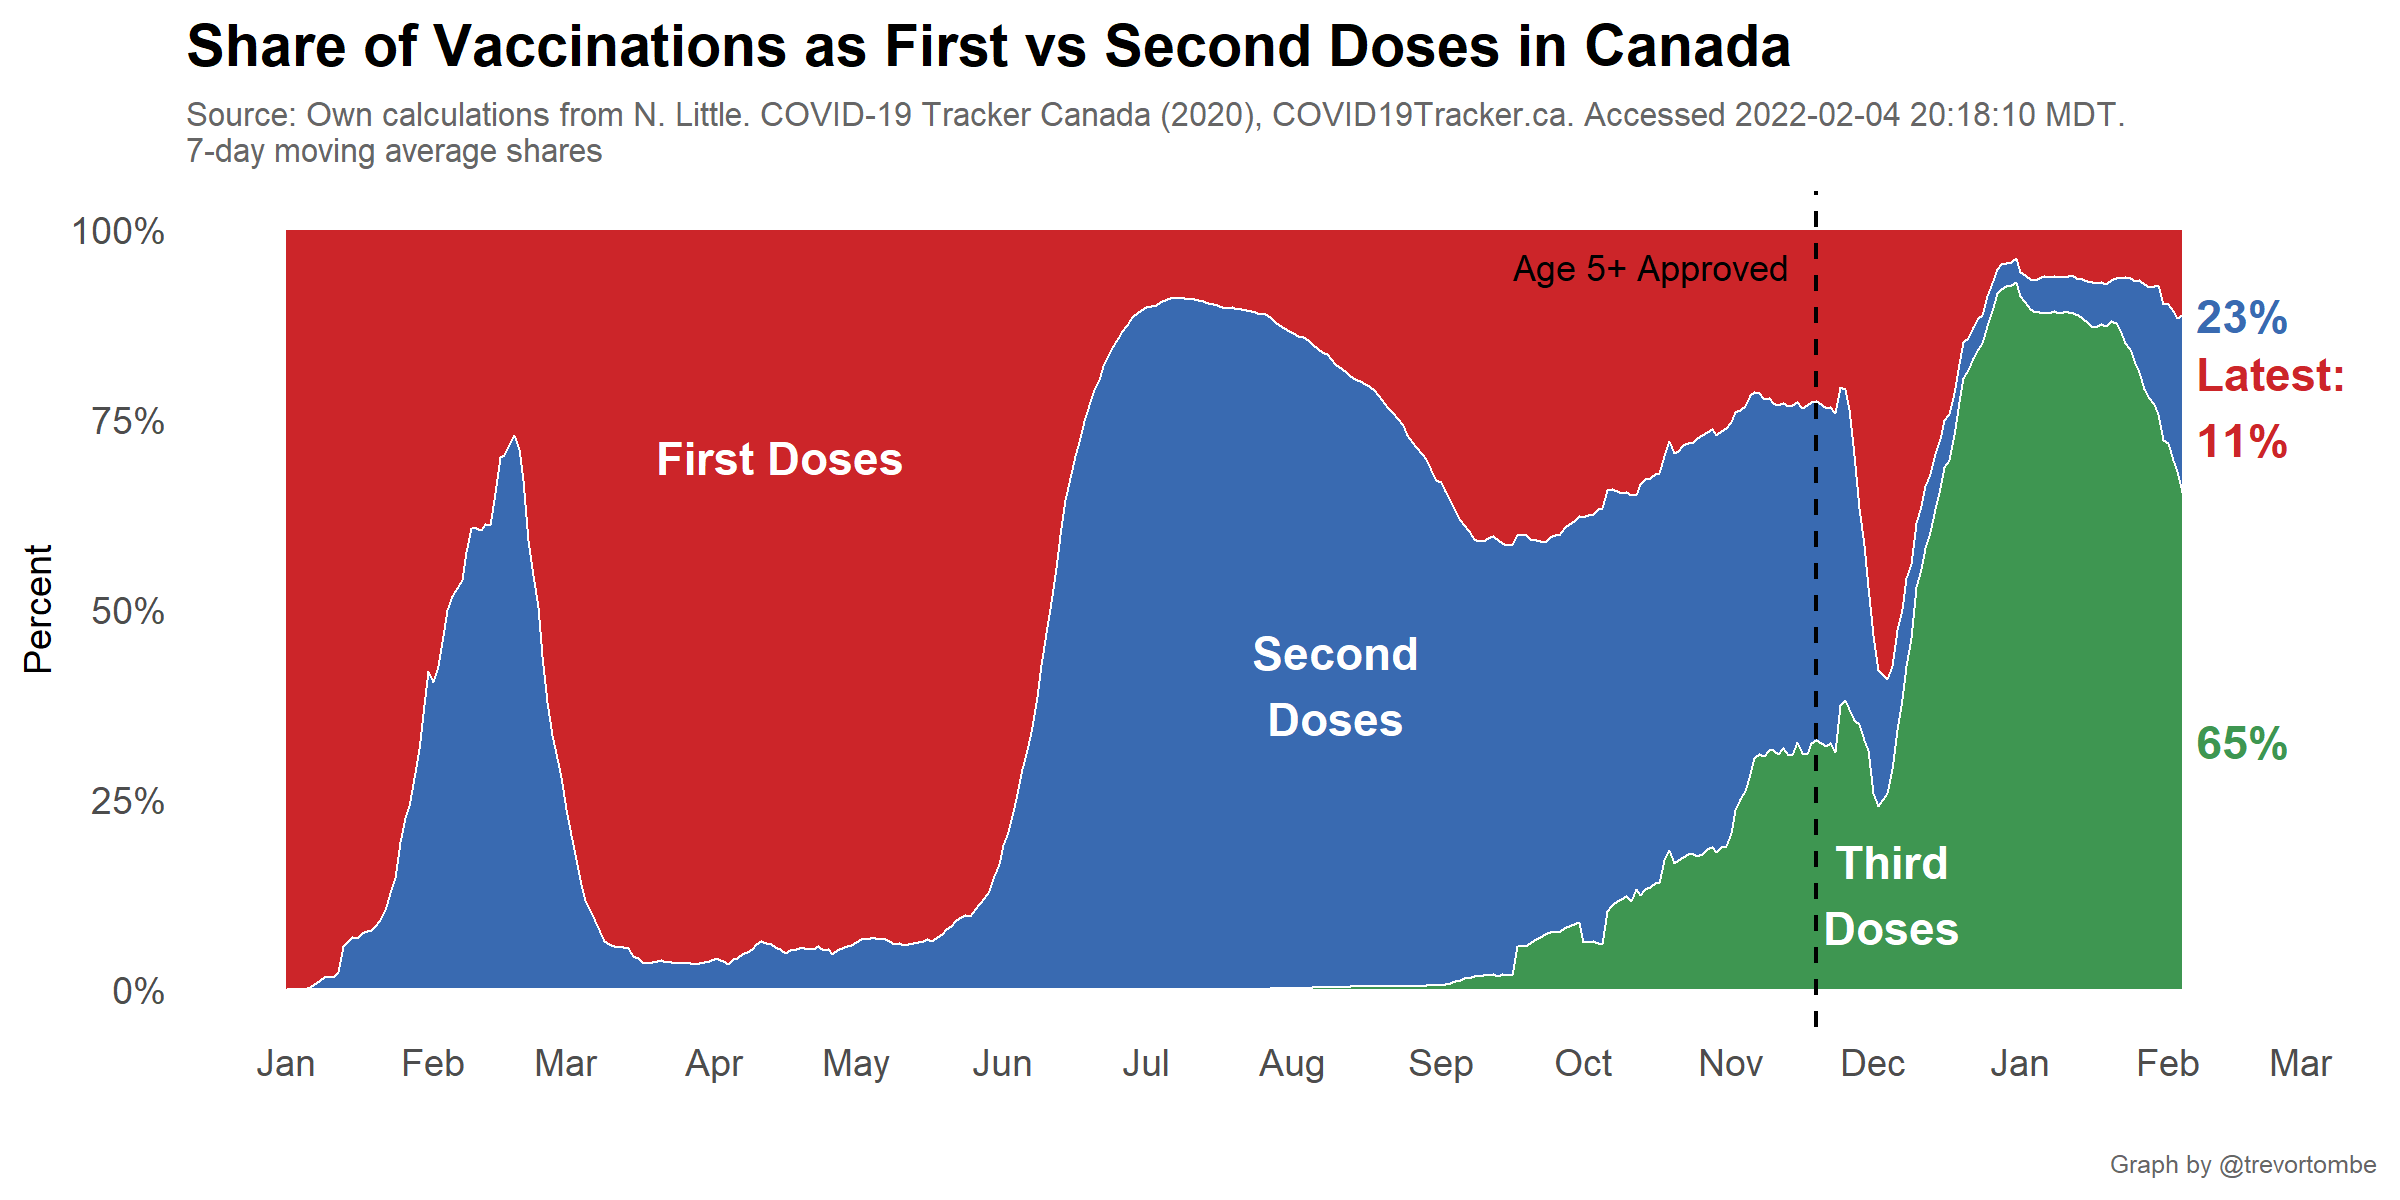 Share of Vaccinations as First vs Second Doses in Canada
Source: Own calculations from N. Little. COVID-19 Tracker Canada (2020), COVID19Tracker.ca. Accessed 2022-02-04 20:18:10 MDT.
7-day moving average shares
Percent
100%
75%
50%
25%
0%
Age 5+ Approved
First Doses
Second
Doses
Third
Doses
23%
Latest:
11%
65%
Jan Feb Mar Apr May Jun Jul Aug Sep Oct Nov Dec Jan Feb Mar
Graph by @trevortombe